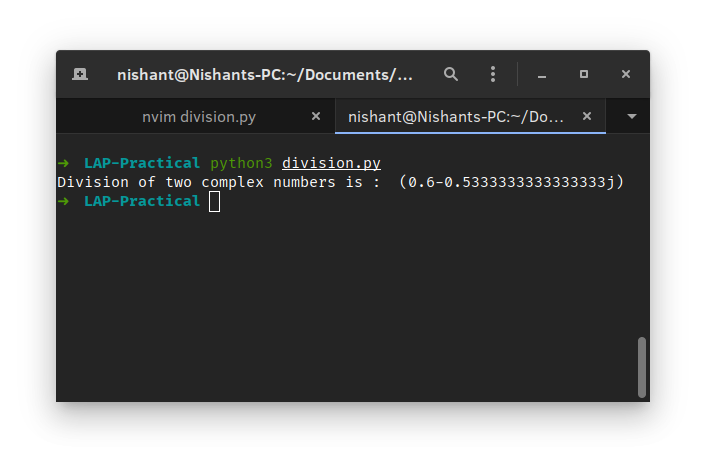 nishant@Nishants-PC:~/Documents/...
nvim division.py
nishant@Nishants-PC:~/Do...
➜ LAP-Practical python3 division.py
Division of two complex numbers is :  (0.6-0.5333333333333333j)
➜ LAP-Practical